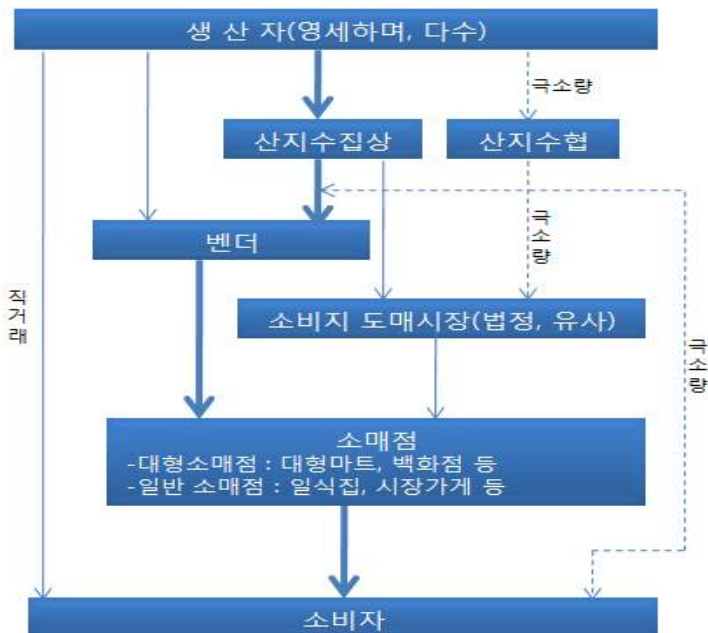 생 산 자(영세하며, 다수)
극소량
산지수집상
산지수협
극소량
벤더
직거래
소비지 도매시장(법정, 유사)
극소량
소매점
-대형소매점 : 대형마트, 백화점 등
-일반 소매점 : 일식집, 시장가게 등
소비자